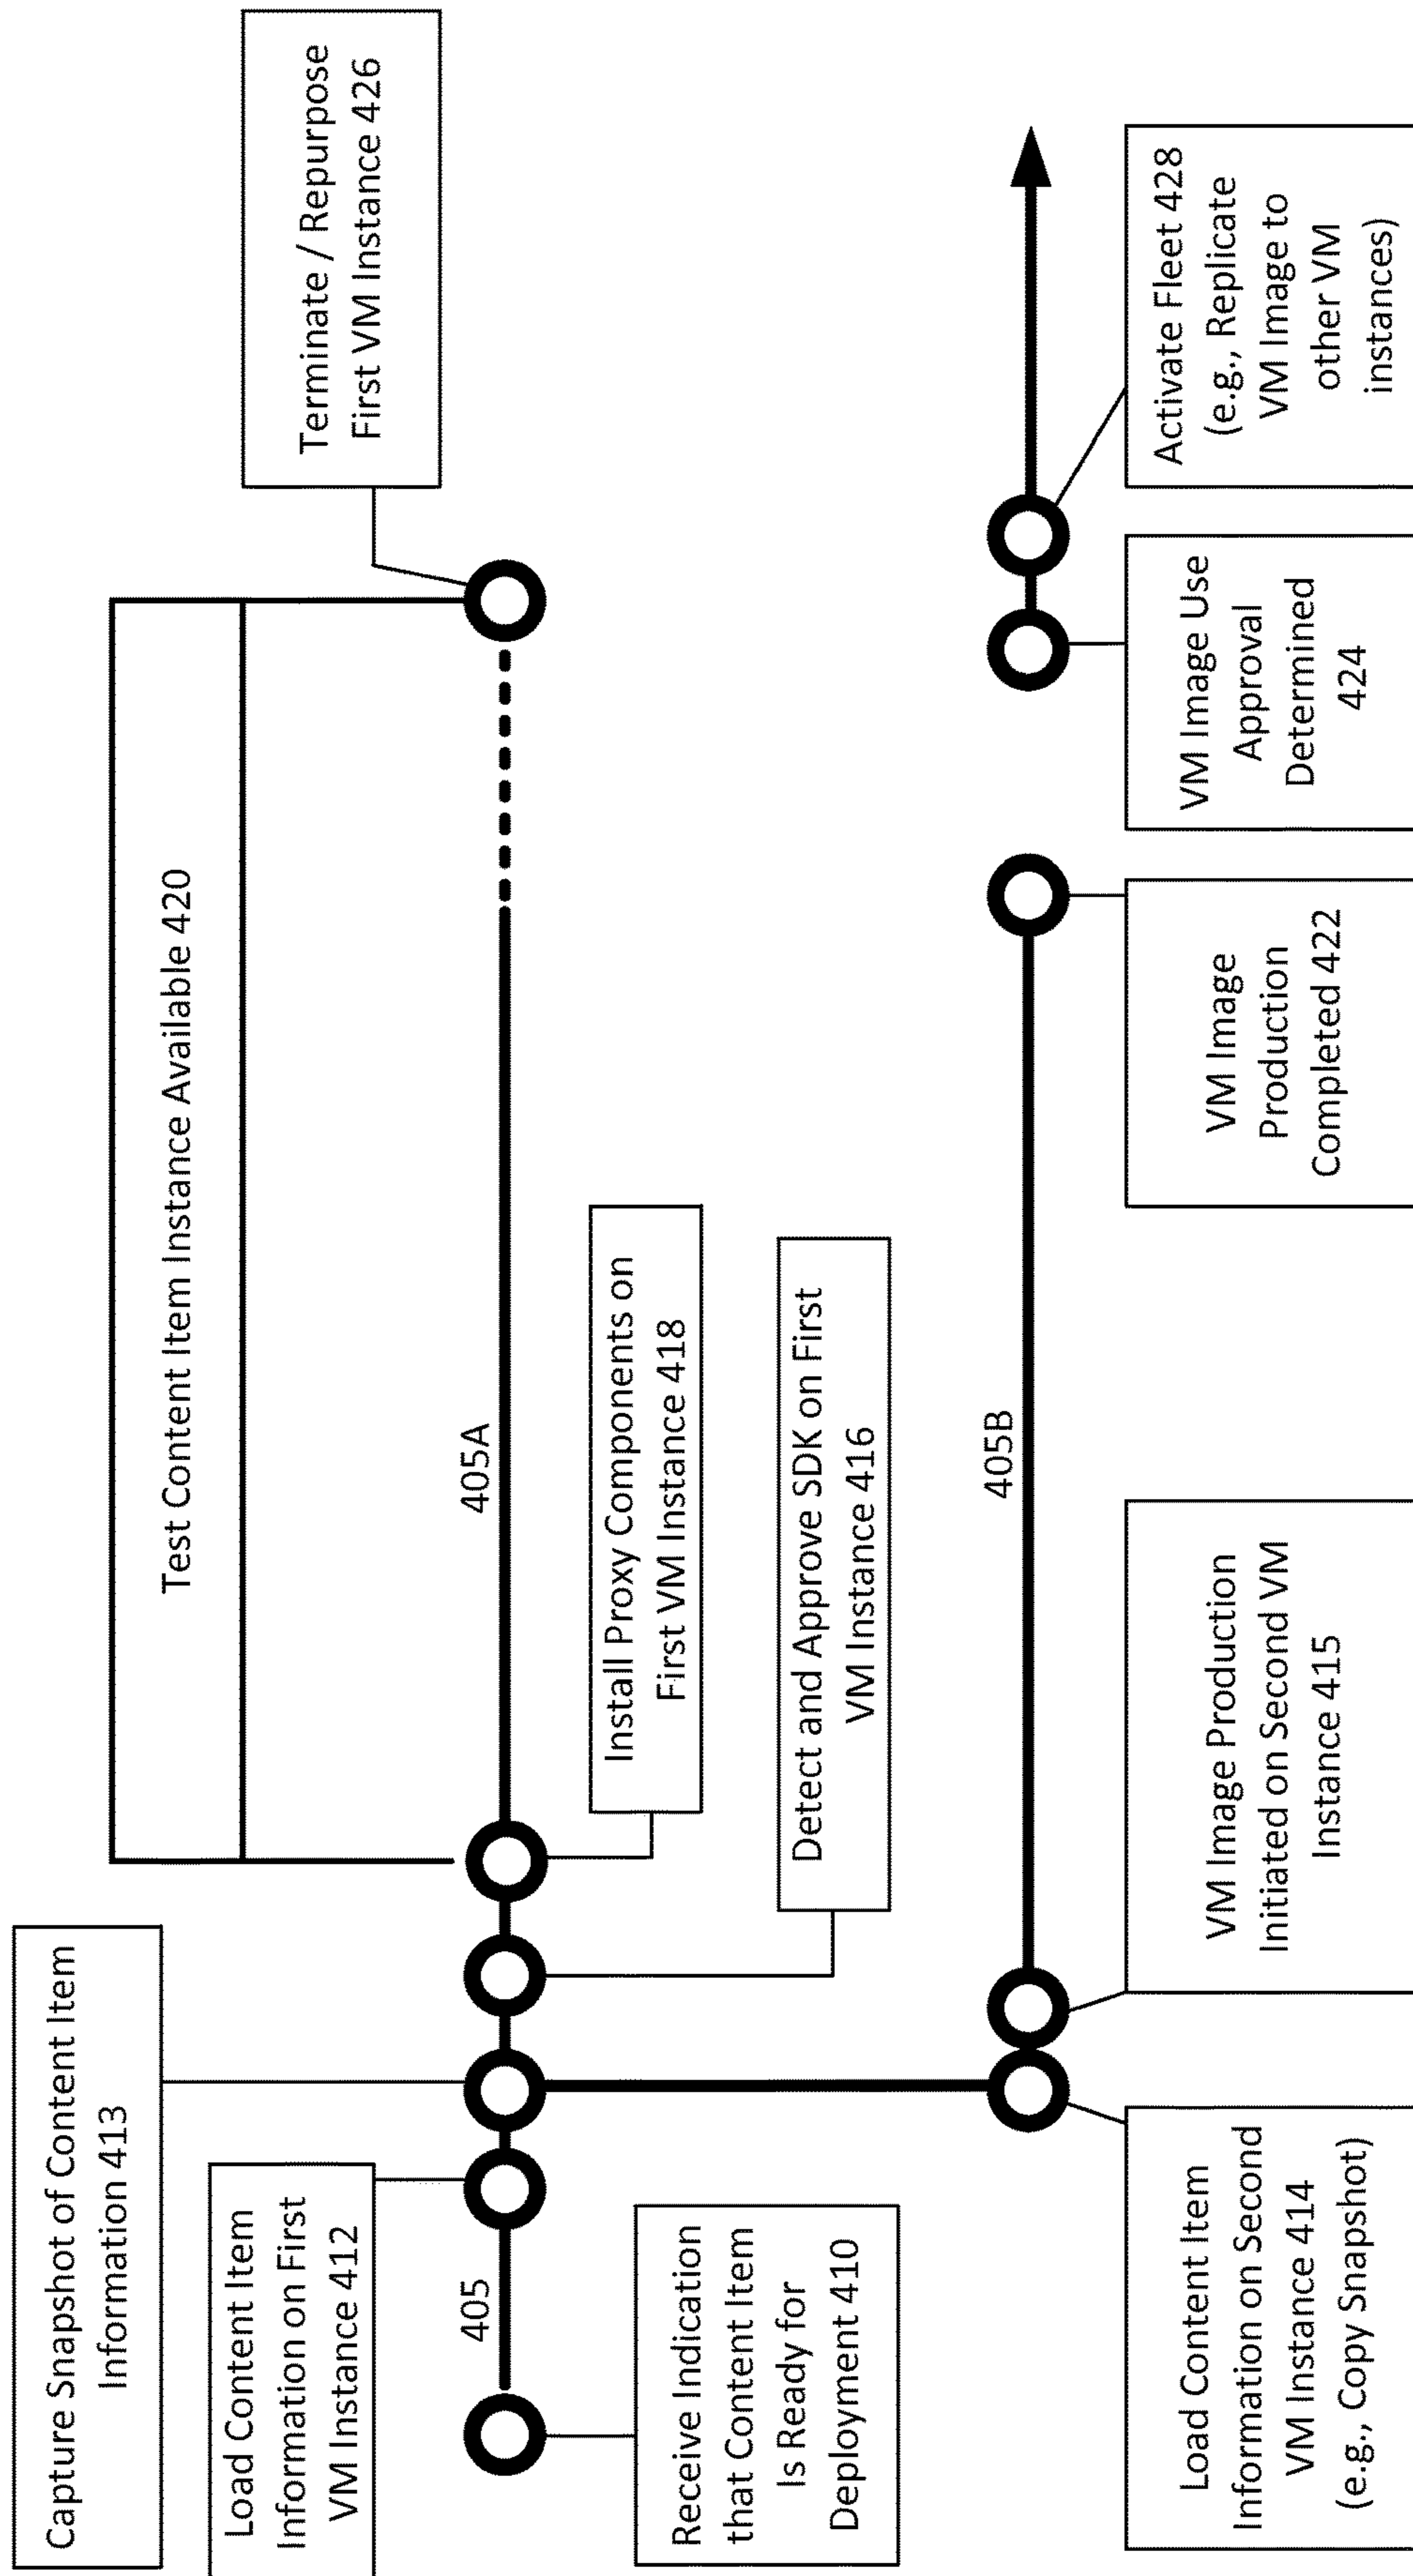 Capture Snapshot of Content Item
Information 413
Load Content Item
Information on First
VM Instance 412
405
Receive Indication
that Content Item
Is Ready for
Deployment 410
Test Content Item Instance Available 420
405A
Install Proxy Components on
First VM Instance 418
Detect and Approve SDK on First
VM Instance 416
Terminate / Repurpose
First VM Instance 426
405B
Load Content Item
Information on Second
VM Instance 414
(e.g., Copy Snapshot)
VM Image Production
Initiated on Second VM
Instance 415
VM Image
Production
Completed 422
VM Image Use
Approval
Determined
424
Activate Fleet 428
(e.g., Replicate
VM Image to
other VM
instances)